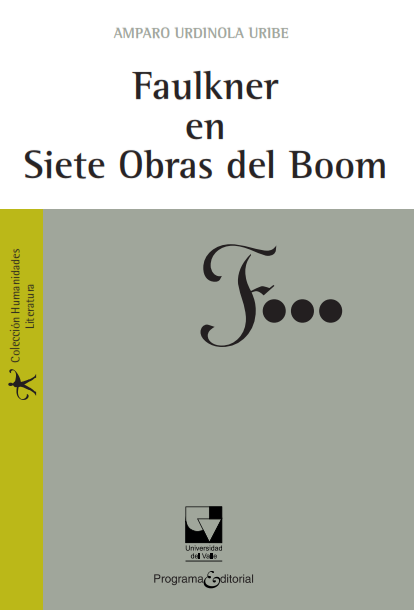 AMPARO URDINOLA URIBE
Faulkner
en
Siete Obras del Boom
Colección Humanidades
Literatura
F...
Universidad
del Valle
Programa Editorial